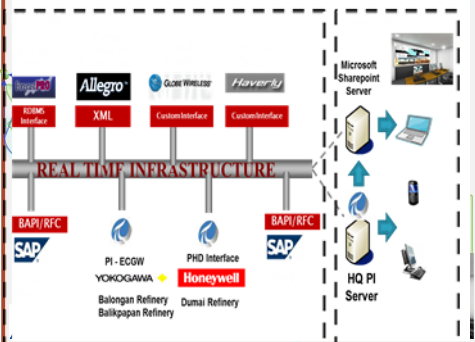 Allegro
GLOBE WIRELESS
Haverly
RDBMS
Interface
XML
Custom Interface
Custom Interface
REAL TIME INFRASTRUCTURE
BAPI/RFC
SAP
PI - ECGW
YOKOGAWA
Balongan Refinery
Balikpapan Refinery
PHD Interface
Honeywell
Dumai Refinery
BAPI/RFC
SAP
Microsoft
Sharepoint
Server
HQ PI
Server